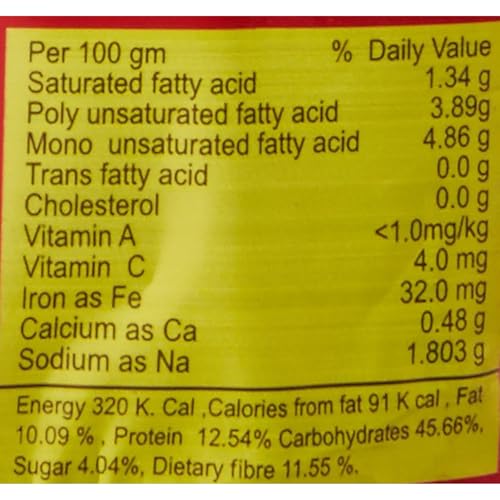 Per 100 gm % Daily Value
Saturated fatty acid 1.34 g
Poly unsaturated fatty acid 3.89g
Mono unsaturated fatty acid 4.86 g
Trans fatty acid 0.0 g
Cholesterol 0.0 g
Vitamin A <1.0mg/kg
Vitamin C 4.0 mg
Iron as Fe 32.0 mg
Calcium as Ca 0.48 g
Sodium as Na 1.803 g
Energy 320 K. Cal ,Calories from fat 91 K cal , Fat
10.09 % , Protein 12.54% Carbohydrates 45.66%,
Sugar 4.04%, Dietary fibre 11.55 %.